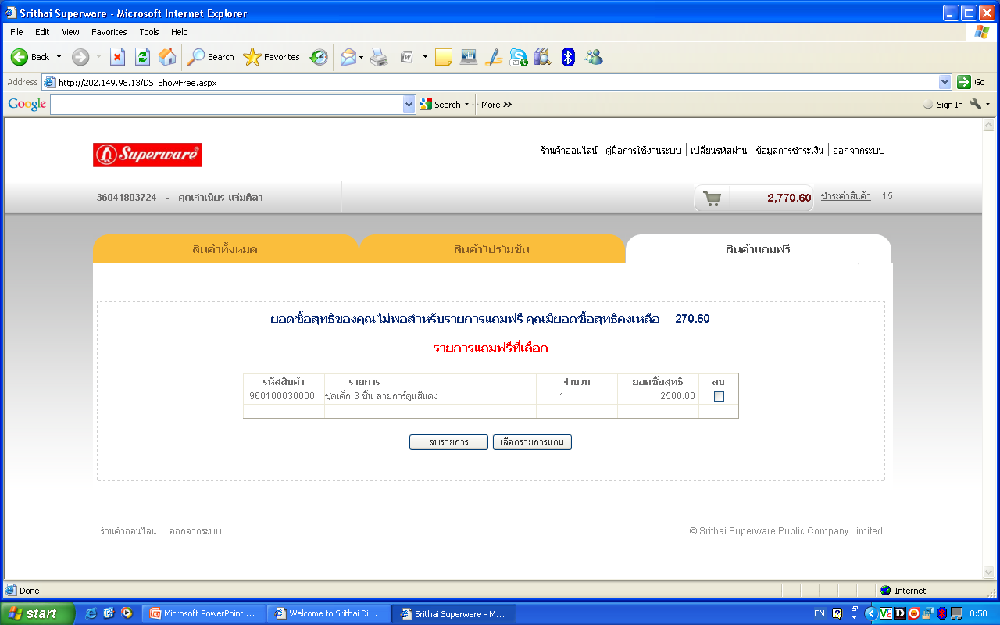 Srithai Superware - Microsoft Internet Explorer
File Edit View Favorites Tools Help
Back Search Favorites
Address http://202.149.98.13/DS_ShowFree.aspx Go
Google Search More Sign In
Superware
ร้านค้าออนไลน์ | คู่มือการใช้งานระบบ | เปลี่ยนรหัสผ่าน | ข้อมูลการชำระเงิน | ออกจากระบบ
36041803724 - คุณจำเนียร แจ่มศิลา 2,770.60 ชำระค่าสินค้า 15
สินค้าทั้งหมด สินค้าโปรโมชั่น สินค้าแถมฟรี
ยอดซื้อสุทธิของคุณไม่พอสำหรับรายการแถมฟรี คุณมียอดซื้อสุทธิคงเหลือ 270.60
รายการแถมฟรีที่เลือก
รหัสสินค้า รายการ จำนวน ยอดซื้อสุทธิ ลบ
960100030000 ชุดเด็ก 3 ชิ้น ลายการ์ตูนสีแดง 1 2500.00
ลบรายการ เลือกรายการแถม
ร้านค้าออนไลน์ | ออกจากระบบ © Srithai Superware Public Company Limited.
Done Internet
start Microsoft PowerPoint ... Welcome to Srithai Di... Srithai Superware - M... EN 0:58